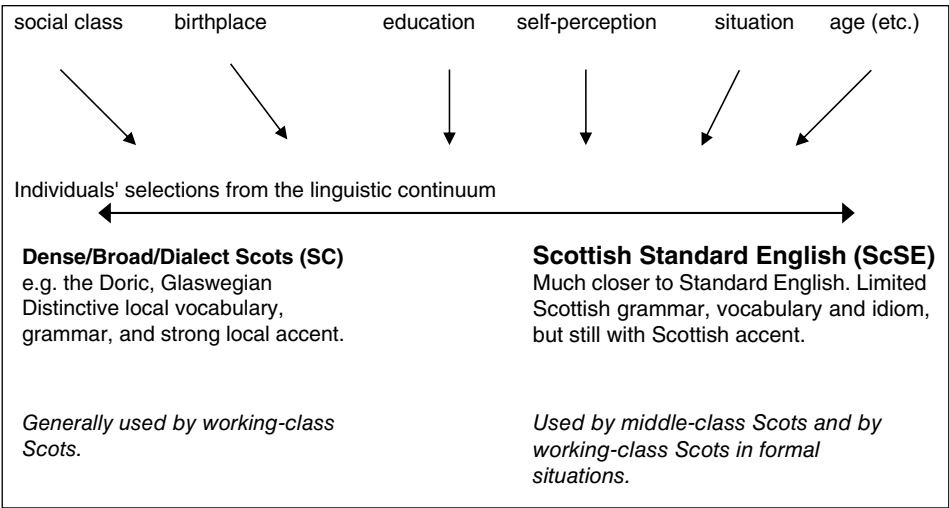 social class birthplace education self-perception situation age (etc.)
Individuals' selections from the linguistic continuum
Dense/Broad/Dialect Scots (SC)
e.g. the Doric, Glaswegian
Distinctive local vocabulary,
grammar, and strong local accent.
Generally used by working-class
Scots.
Scottish Standard English (ScSE)
Much closer to Standard English. Limited
Scottish grammar, vocabulary and idiom,
but still with Scottish accent.
Used by middle-class Scots and by
working-class Scots in formal
situations.